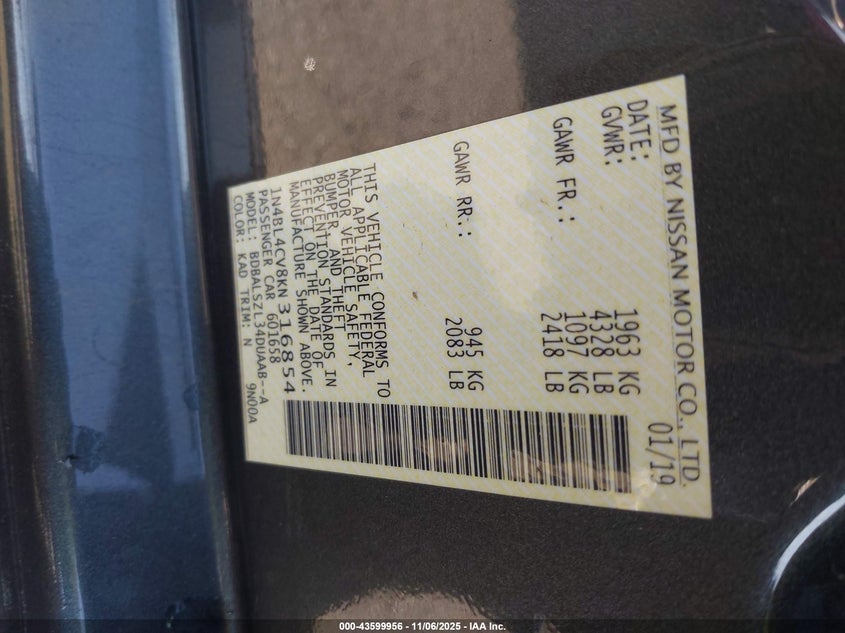 MFD BY NISSAN MOTOR CO., LTD.
DATE: 01/19
GVWR: 1963 KG
4328 LB
GAWR FR.: 1097 KG
2418 LB
GAWR RR.: 945 KG
2083 LB
THIS VEHICLE CONFORMS TO
ALL APPLICABLE FEDERAL
MOTOR VEHICLE SAFETY,
BUMPER, AND THEFT
PREVENTION STANDARDS IN
EFFECT ON THE DATE OF
MANUFACTURE SHOWN ABOVE.
1N4BL4CV8KN316854
PASSENGER CAR 601658
MODEL: BDBALSZL34DUAAB--A
COLOR: KAD TRIM: N 9N00A
000-43599956 - 11/06/2025 - IAA Inc.